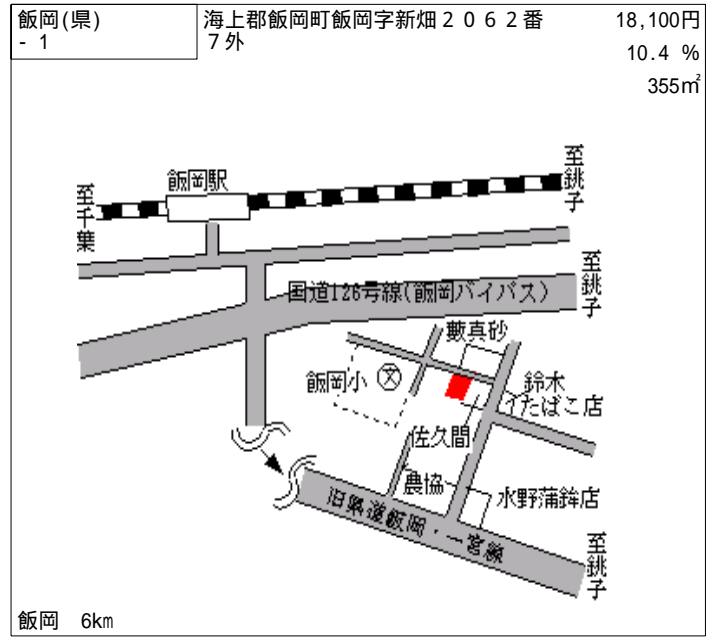 飯岡(県)
- 1
海上郡飯岡町飯岡字新畑２０６２番
７外
18,100円
10.4 %
355㎡
至銚子
飯岡駅
至千葉
至銚子
国道126号線(飯岡バイパス)
藪真砂
飯岡小
文
鈴木
たばこ店
佐久間
農協
水野蒲鉾店
旧県道飯岡・一宮線
至銚子
飯岡 6km